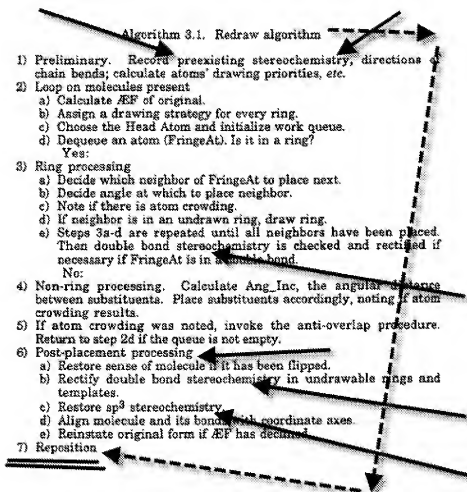 Algorithm 3.1. Redraw algorithm
1) Preliminary. Record preexisting stereochemistry, directions of
chain bends; calculate atoms' drawing priorities, etc.
2) Loop on molecules present
a) Calculate ÆF of original.
b) Assign a drawing strategy for every ring.
c) Choose the Head Atom and initialize work queue.
d) Dequeue an atom (FringeAt). Is it in a ring?
Yes:
3) Ring processing
a) Decide which neighbor of FringeAt to place next.
b) Decide angle at which to place neighbor.
c) Note if there is atom crowding.
d) If neighbor is in an undrawn ring, draw ring.
e) Steps 3a-d are repeated until all neighbors have been placed.
Then double bond stereochemistry is checked and rectified if
necessary if FringeAt is in a double bond.
No:
4) Non-ring processing. Calculate Ang_Inc, the angular distance
between substituents. Place substituents accordingly, noting if atom
crowding results.
5) If atom crowding was noted, invoke the anti-overlap procedure.
Return to step 2d if the queue is not empty.
6) Post-placement processing
a) Restore sense of molecule if it has been flipped.
b) Rectify double bond stereochemistry in undrawable rings and
templates.
c) Restore sp³ stereochemistry.
d) Align molecule and its bonds with coordinate axes.
e) Reinstate original form if ÆF has declined.
7) Reposition